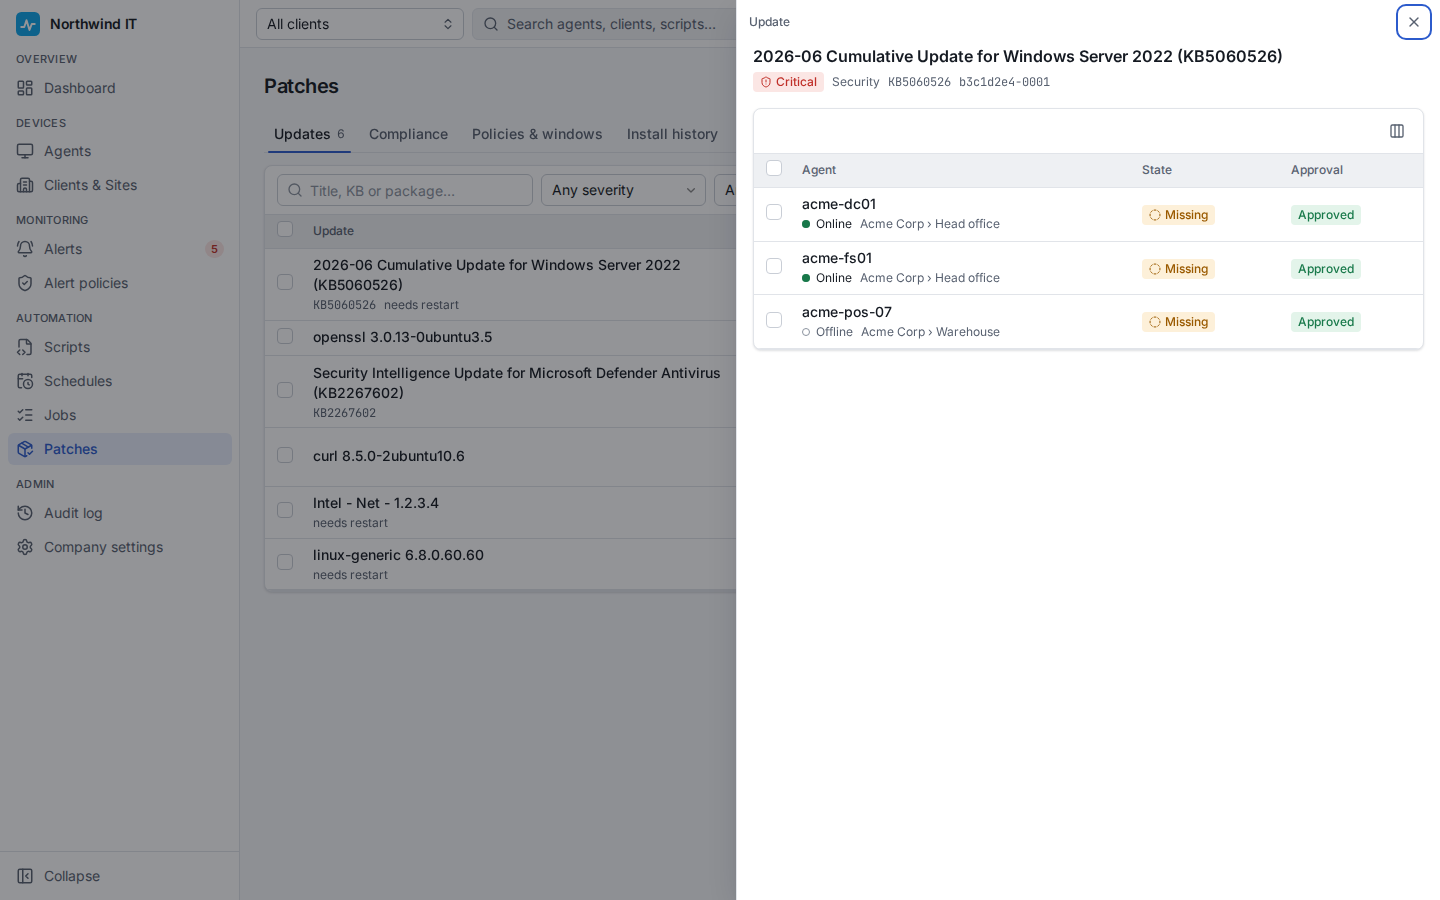 Northwind IT
OVERVIEW
Dashboard
DEVICES
Agents
Clients & Sites
MONITORING
Alerts 5
Alert policies
AUTOMATION
Scripts
Schedules
Jobs
Patches
ADMIN
Audit log
Company settings
Collapse
All clients
Search agents, clients, scripts...
Patches
Updates 6 Compliance Policies & windows Install history
Title, KB or package... Any severity A
Update
2026-06 Cumulative Update for Windows Server 2022
(KB5060526)
KB5060526 needs restart
openssl 3.0.13-0ubuntu3.5
Security Intelligence Update for Microsoft Defender Antivirus
(KB2267602)
KB2267602
curl 8.5.0-2ubuntu10.6
Intel - Net - 1.2.3.4
needs restart
linux-generic 6.8.0.60.60
needs restart
Update
2026-06 Cumulative Update for Windows Server 2022 (KB5060526)
Critical Security KB5060526 b3c1d2e4-0001
Agent State Approval
acme-dc01
Online Acme Corp › Head office Missing Approved
acme-fs01
Online Acme Corp › Head office Missing Approved
acme-pos-07
Offline Acme Corp › Warehouse Missing Approved